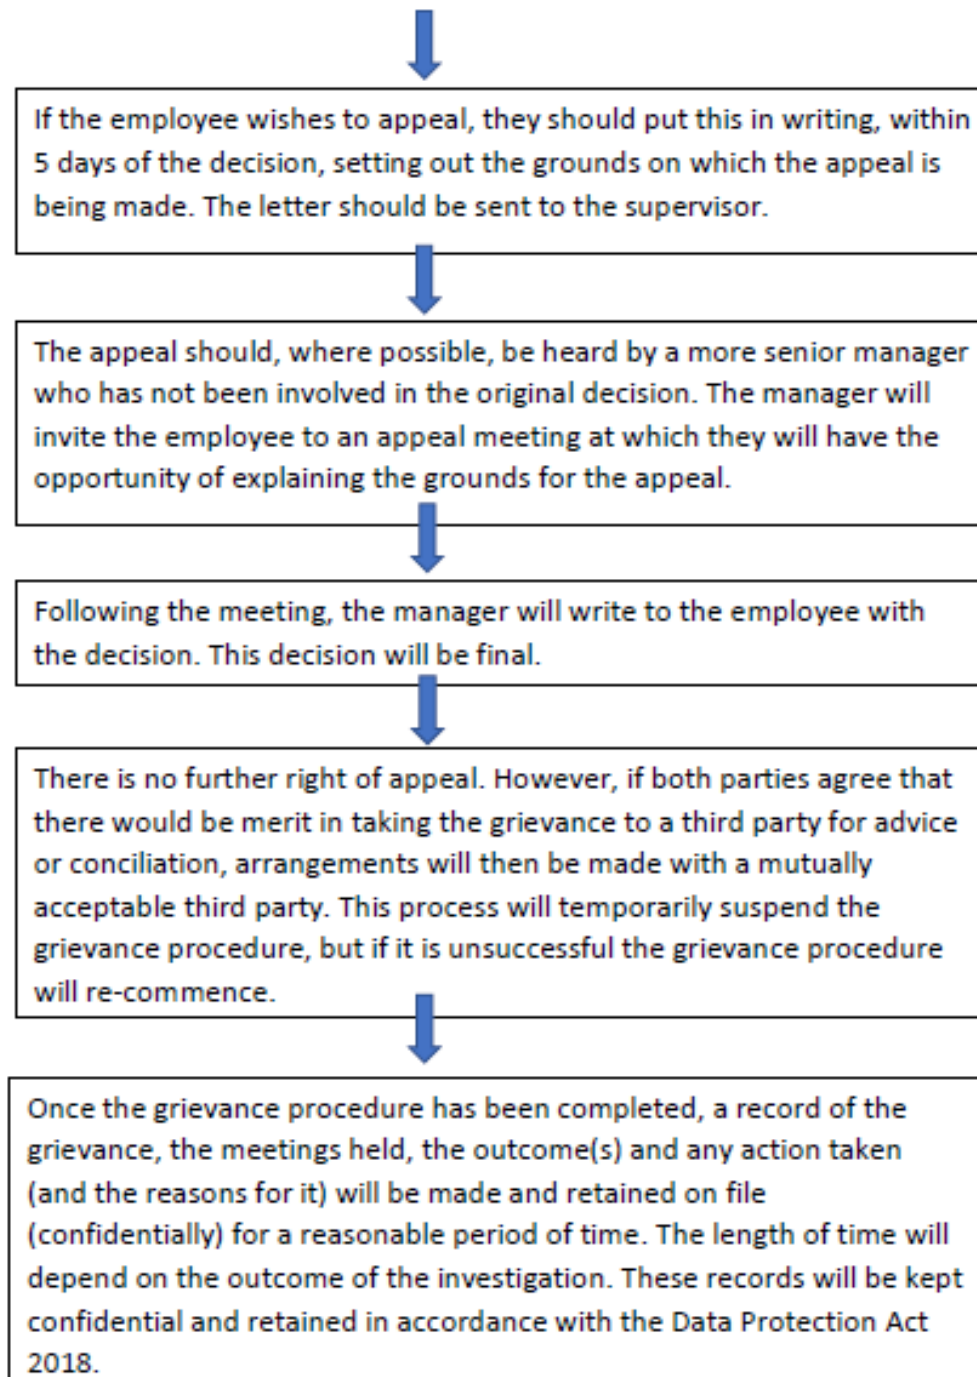 If the employee wishes to appeal, they should put this in writing, within
5 days of the decision, setting out the grounds on which the appeal is
being made. The letter should be sent to the supervisor.
The appeal should, where possible, be heard by a more senior manager
who has not been involved in the original decision. The manager will
invite the employee to an appeal meeting at which they will have the
opportunity of explaining the grounds for the appeal.
Following the meeting, the manager will write to the employee with
the decision. This decision will be final.
There is no further right of appeal. However, if both parties agree that
there would be merit in taking the grievance to a third party for advice
or conciliation, arrangements will then be made with a mutually
acceptable third party. This process will temporarily suspend the
grievance procedure, but if it is unsuccessful the grievance procedure
will re-commence.
Once the grievance procedure has been completed, a record of the
grievance, the meetings held, the outcome(s) and any action taken
(and the reasons for it) will be made and retained on file
(confidentially) for a reasonable period of time. The length of time will
depend on the outcome of the investigation. These records will be kept
confidential and retained in accordance with the Data Protection Act
2018.